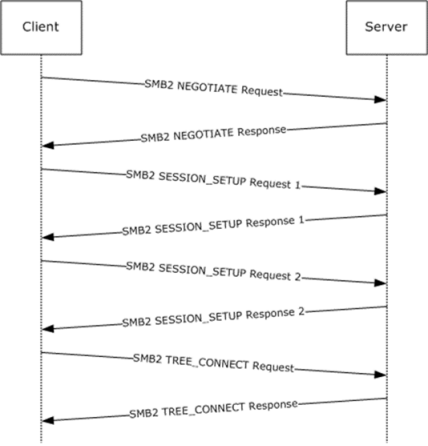 Client
Server
SMB2 NEGOTIATE Request
SMB2 NEGOTIATE Response
SMB2 SESSION_SETUP Request 1
SMB2 SESSION_SETUP Response 1
SMB2 SESSION_SETUP Request 2
SMB2 SESSION_SETUP Response 2
SMB2 TREE_CONNECT Request
SMB2 TREE_CONNECT Response